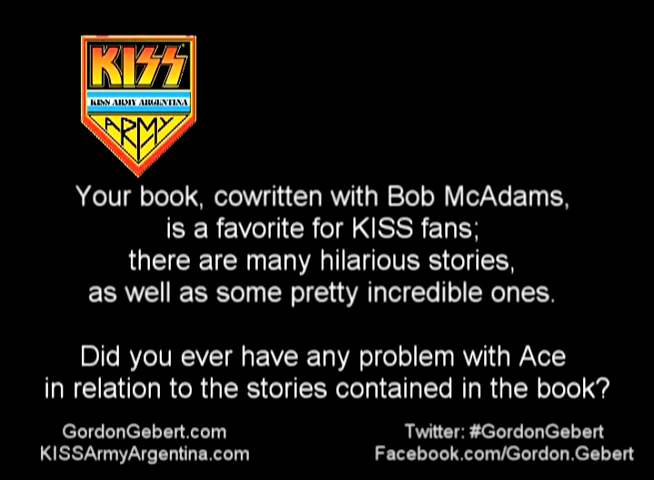 KISS
KISS ARMY ARGENTINA
ARMY
Your book, cowritten with Bob McAdams,
is a favorite for KISS fans;
there are many hilarious stories,
as well as some pretty incredible ones.
Did you ever have any problem with Ace
in relation to the stories contained in the book?
GordonGebert.com
Twitter: #GordonGebert
KISSArmyArgentina.com
Facebook.com/Gordon.Gebert